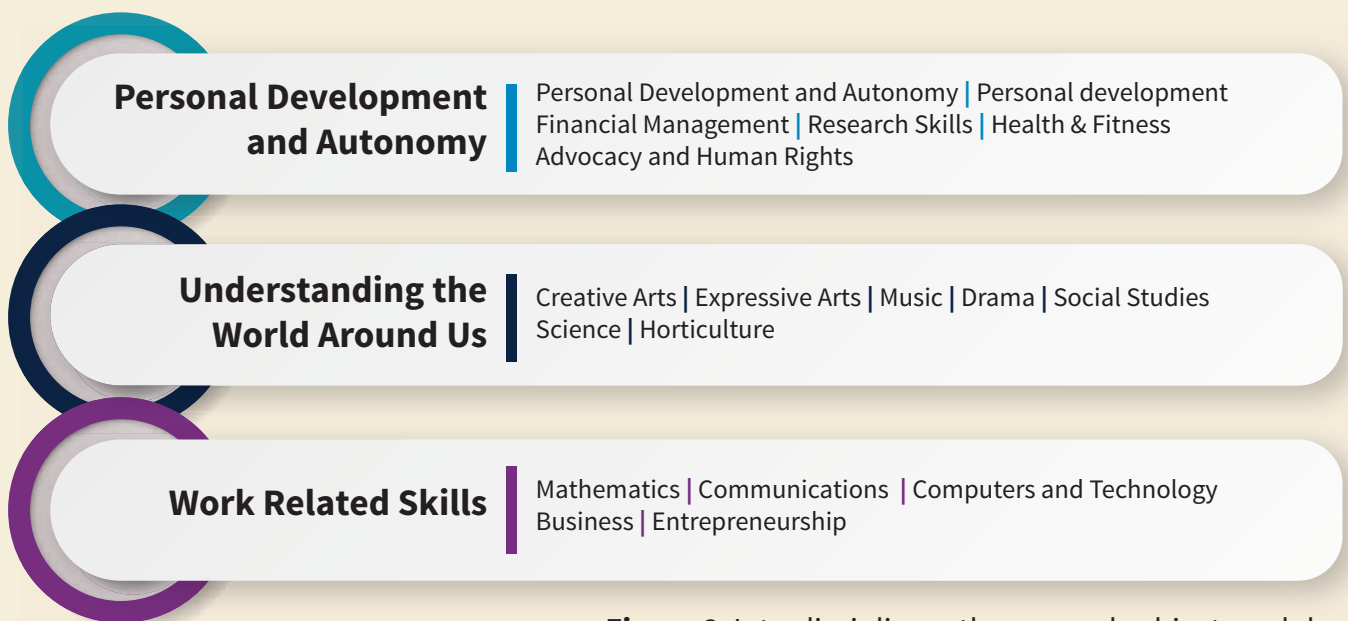 Personal Development
and Autonomy
Personal Development and Autonomy | Personal development
Financial Management | Research Skills | Health & Fitness
Advocacy and Human Rights
Understanding the
World Around Us
Creative Arts | Expressive Arts | Music | Drama | Social Studies
Science | Horticulture
Work Related Skills
Mathematics | Communications | Computers and Technology
Business | Entrepreneurship